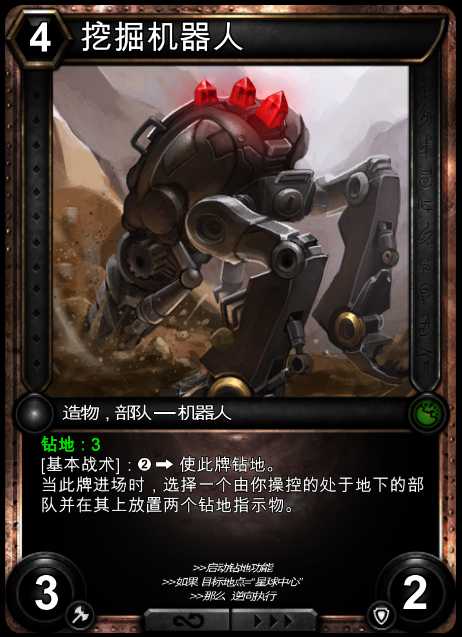 4 挖掘机器人
造物，部队——机器人
钻地：3
[基本战术]：❷➡ 使此牌钻地。
当此牌进场时，选择一个由你操控的处于地下的部
队并在其上放置两个钻地指示物。
>>启动钻地功能
>>如果 目标地点=“星球中心”
>>那么 逆向执行
3 2